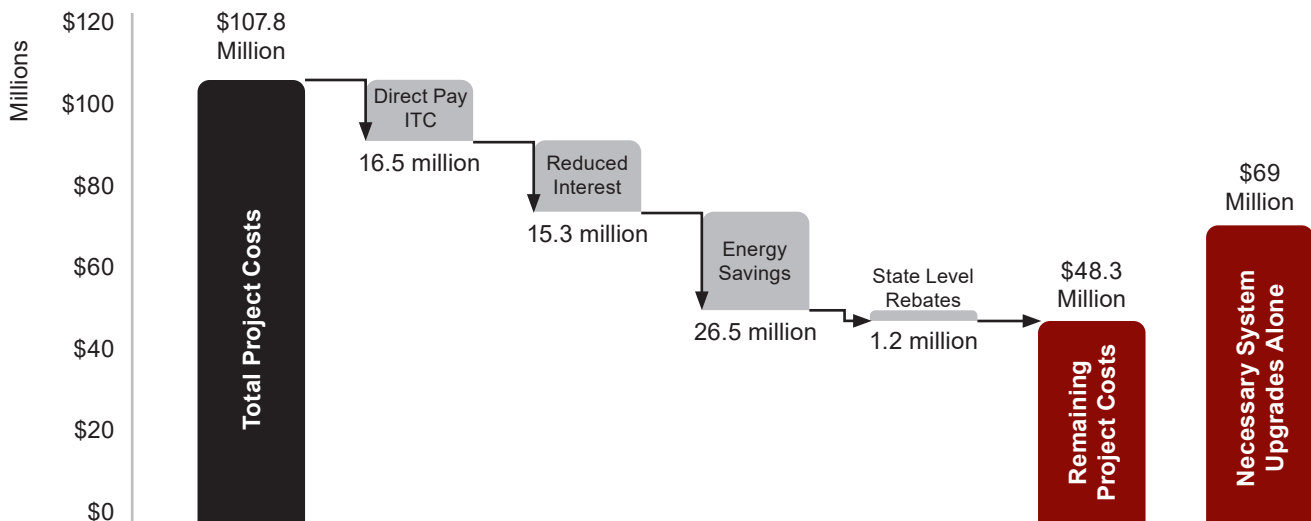 Millions
$120
$100
$80
$60
$40
$20
$0
$107.8
Million
Total Project Costs
Direct Pay
ITC
16.5 million
Reduced
Interest
15.3 million
Energy
Savings
26.5 million
State Level
Rebates
1.2 million
$48.3
Million
Remaining
Project Costs
$69
Million
Necessary System
Upgrades Alone